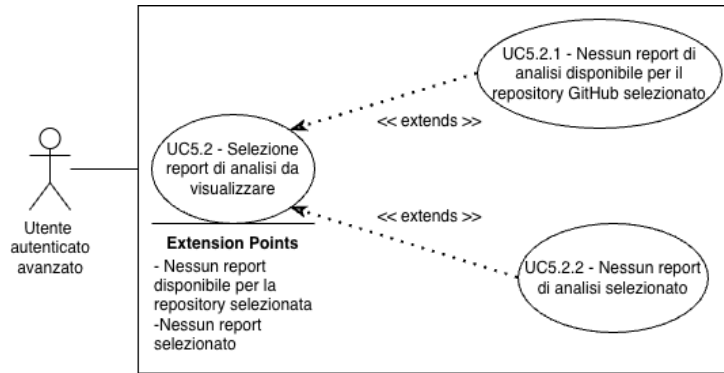 UC5.2.1 - Nessun report di
analisi disponibile per il
repository GitHub selezionato
<< extends >>
UC5.2 - Selezione
report di analisi da
visualizzare
Utente
autenticato
avanzato
<< extends >>
Extension Points
- Nessun report
disponibile per la
repository selezionata
-Nessun report
selezionato
UC5.2.2 - Nessun report
di analisi selezionato